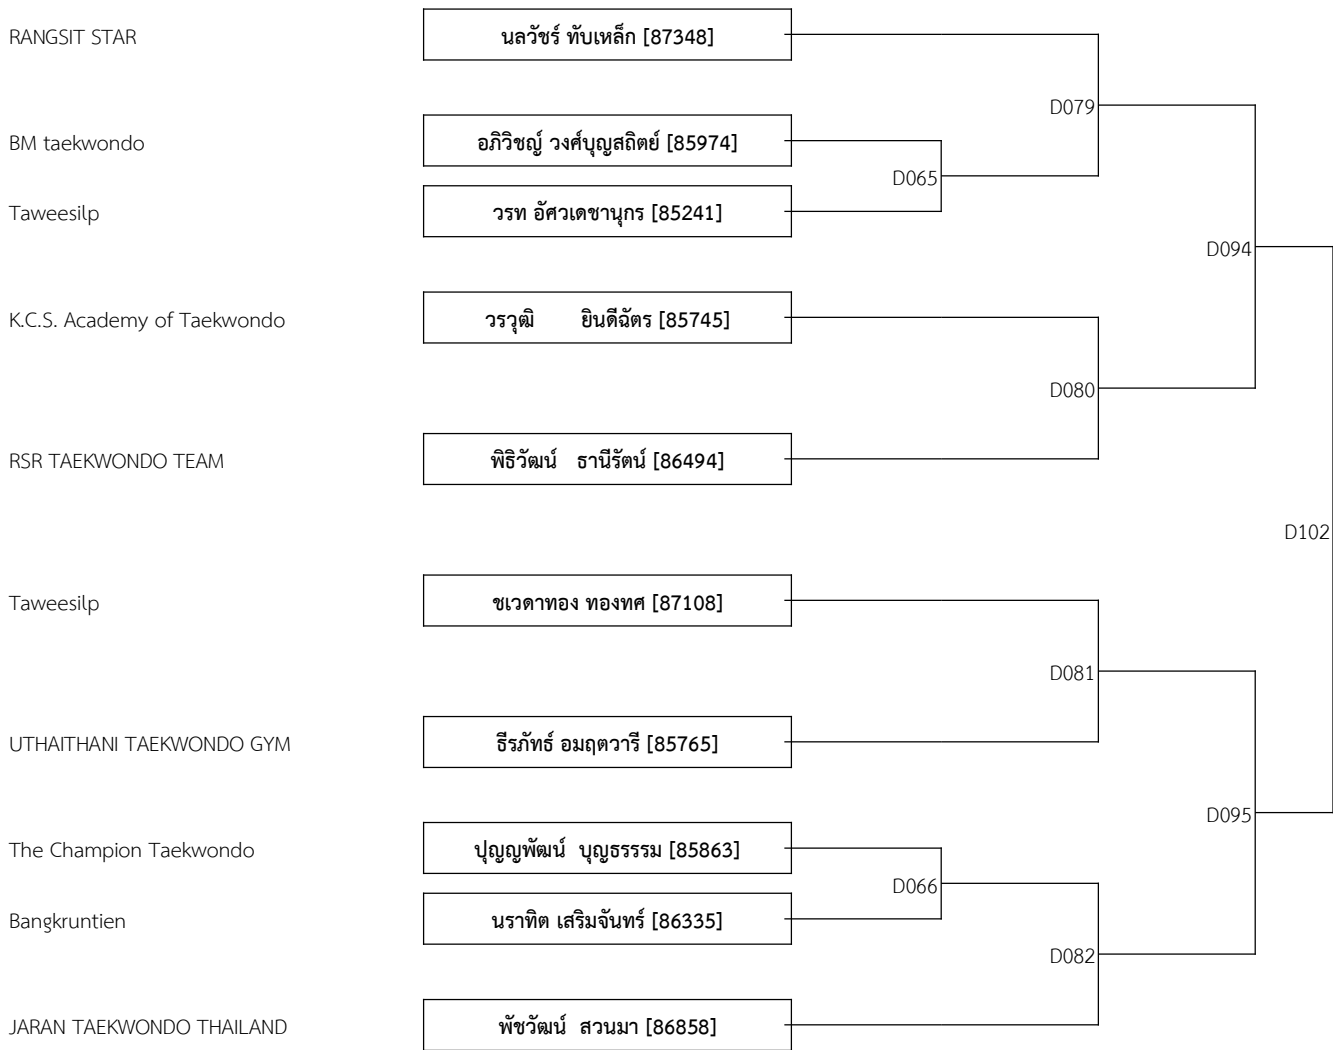 RANGSIT STAR นลวัชร์ ทับเหล็ก [87348]
D079
BM taekwondo อภิวิชญ์ วงศ์บุญสถิตย์ [85974]
D065
Taweesilp วรท อัศวเดชานุกร [85241]
D094
K.C.S. Academy of Taekwondo วรวุฒิ ยินดีฉัตร [85745]
D080
RSR TAEKWONDO TEAM พิธิวัฒน์ ธานีรัตน์ [86494]
D102
Taweesilp ชเวดาทอง ทองทศ [87108]
D081
UTHAITHANI TAEKWONDO GYM ธีรภัทธ์ อมฤตวารี [85765]
D095
The Champion Taekwondo ปุญญพัฒน์ บุญธรรรม [85863]
D066
Bangkruntien นราทิต เสริมจันทร์ [86335]
D082
JARAN TAEKWONDO THAILAND พัชวัฒน์ สวนมา [86858]